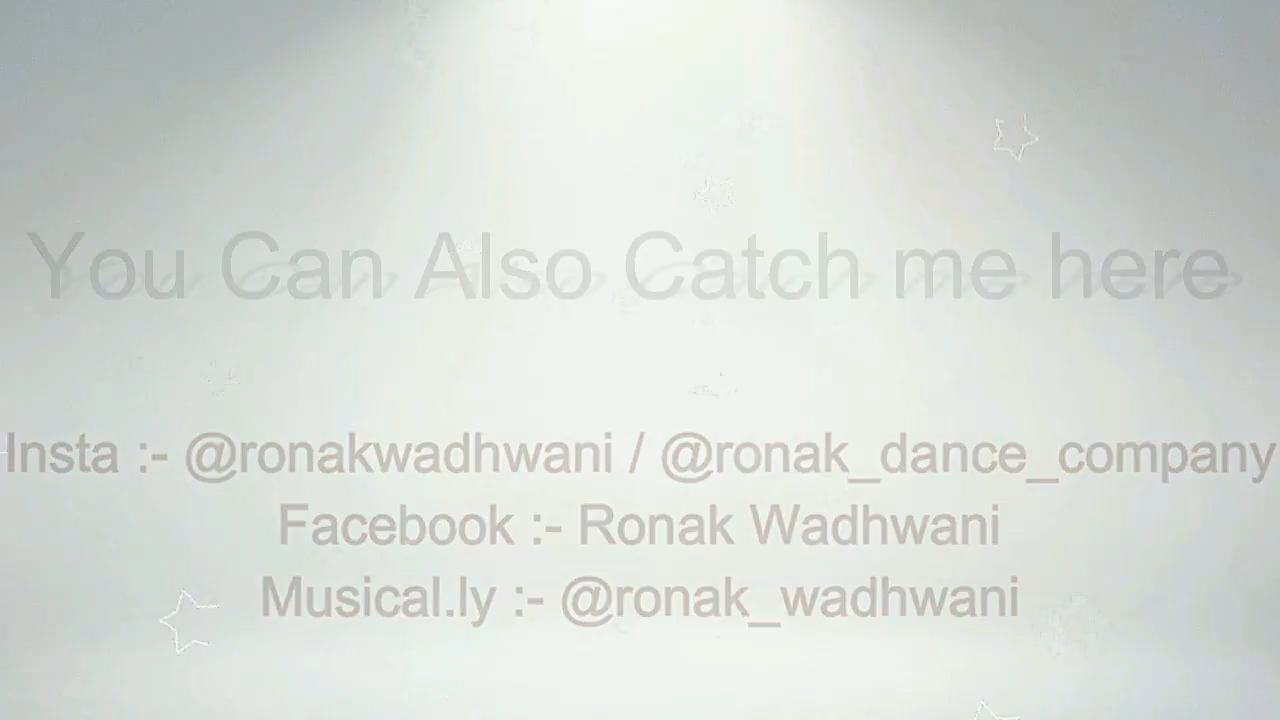 You Can Also Catch me here
Insta :- @ronakwadhwani / @ronak_dance_company
Facebook :- Ronak Wadhwani
Musical.ly :- @ronak_wadhwani